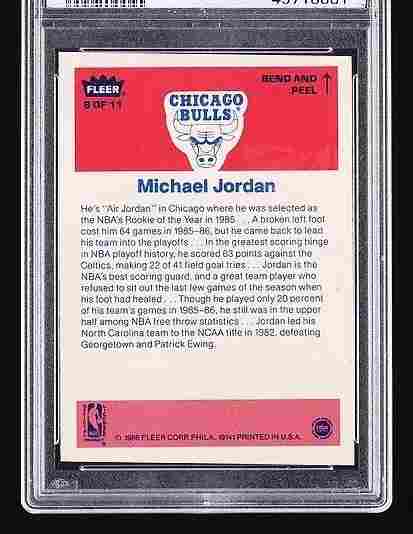 FLEER
8 OF 11
BEND AND
PEEL
CHICAGO
BULLS
Michael Jordan
He's "Air Jordan" in Chicago where he was selected as
the NBA's Rookie of the Year in 1985 . . . A broken left foot
cost him 64 games in 1985-86, but he came back to lead
his team into the playoffs . . . In the greatest scoring binge
in NBA playoff history, he scored 63 points against the
Celtics, making 22 of 41 field goal tries . . . Jordan is the
NBA's best scoring guard, and a great team player who
refused to sit out the last few games of the season when
his foot had healed . . . Though he played only 20 percent
of his team's games in 1985-86, he still was in the upper
half among NBA free throw statistics . . . Jordan led his
North Carolina team to the NCAA title in 1982, defeating
Georgetown and Patrick Ewing.
NBA
© 1986 FLEER CORP. PHILA. 19141 PRINTED IN U.S.A.